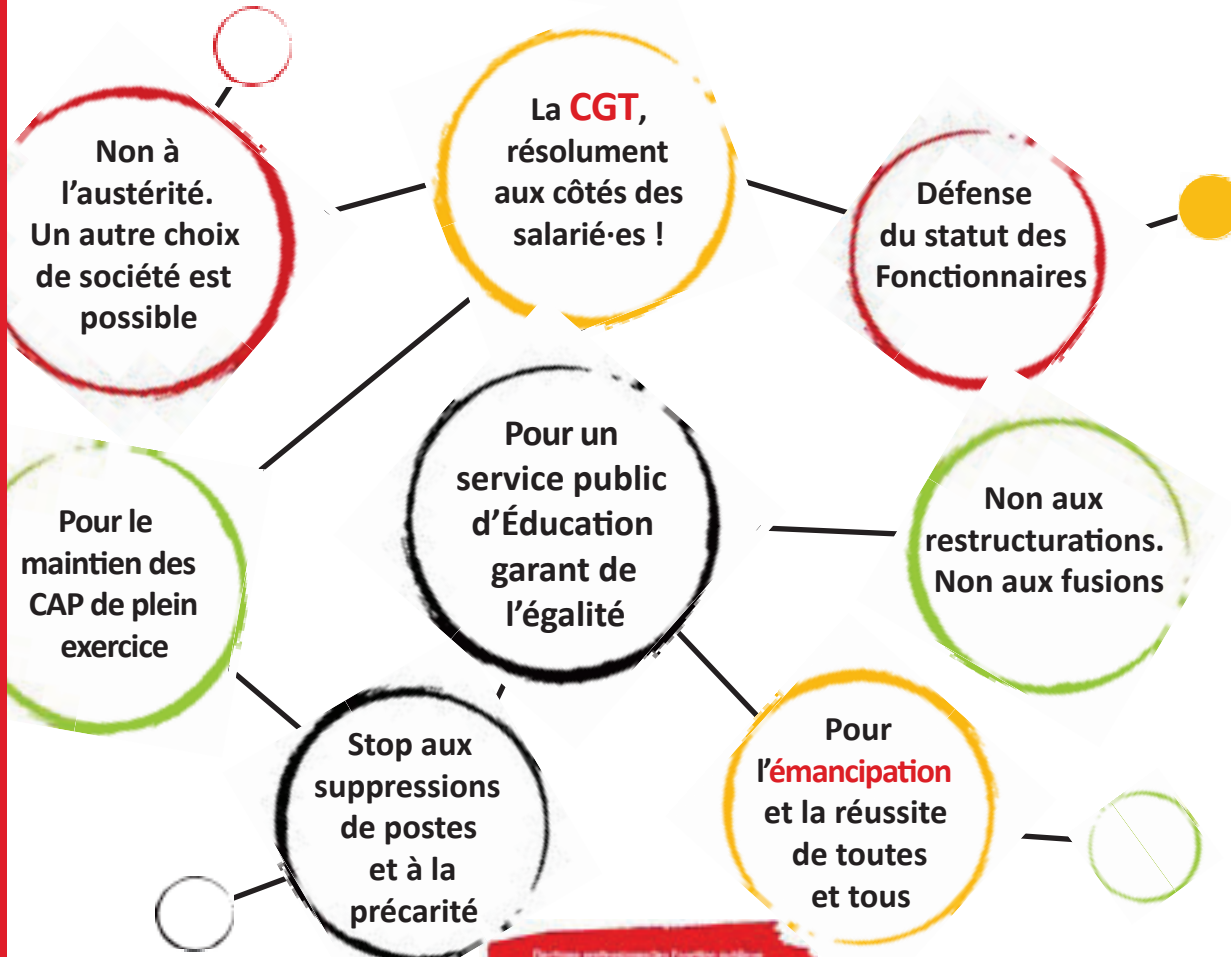 Non à
l’austérité.
Un autre choix
de société est
possible
La CGT,
résolument
aux côtés des
salarié·es !
Défense
du statut des
Fonctionnaires
Pour le
maintien des
CAP de plein
exercice
Pour un
service public
d’Éducation
garant de
l’égalité
Non aux
restructurations.
Non aux fusions
Stop aux
suppressions
de postes
et à la
précarité
Pour
l’émancipation
et la réussite
de toutes
et tous